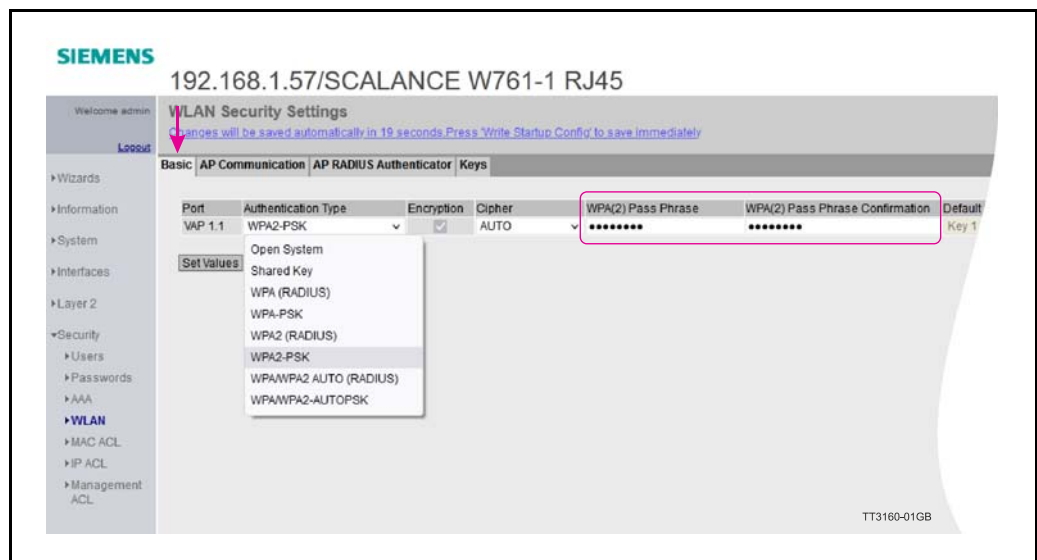 SIEMENS
192.168.1.57/SCALANCE W761-1 RJ45
Welcome admin
Logout
WLAN Security Settings
Changes will be saved automatically in 19 seconds.Press 'Write Startup Config' to save immediately
Basic AP Communication AP RADIUS Authenticator Keys
▸Wizards
▸Information
▸System
▸Interfaces
▸Layer 2
▾Security
▸Users
▸Passwords
▸AAA
▸WLAN
▸MAC ACL
▸IP ACL
▸Management
ACL
Port Authentication Type Encryption Cipher WPA(2) Pass Phrase WPA(2) Pass Phrase Confirmation Default
VAP 1.1 WPA2-PSK AUTO •••••••• •••••••• Key 1
Set Values
Open System
Shared Key
WPA (RADIUS)
WPA-PSK
WPA2 (RADIUS)
WPA2-PSK
WPA/WPA2 AUTO (RADIUS)
WPA/WPA2-AUTOPSK
TT3160-01GB